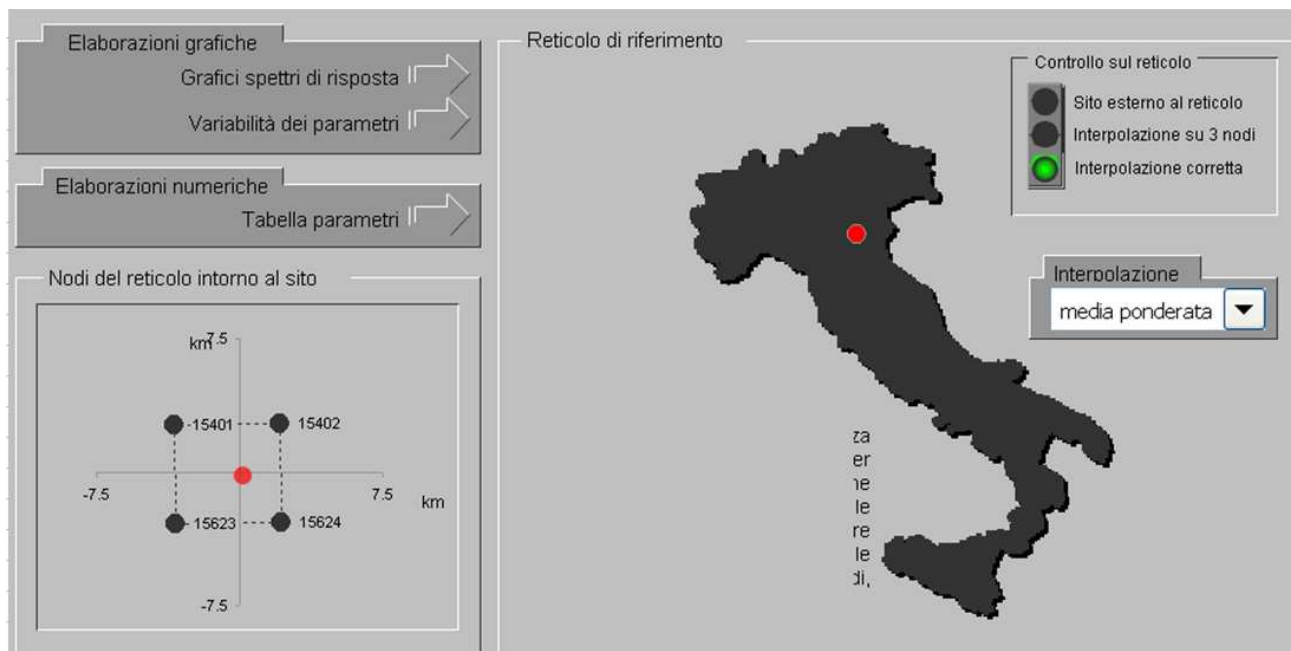 Elaborazioni grafiche
Grafici spettri di risposta
Variabilità dei parametri
Elaborazioni numeriche
Tabella parametri
Nodi del reticolo intorno al sito
km
7.5
15401
15402
-7.5
7.5
km
15623
15624
-7.5
Reticolo di riferimento
Controllo sul reticolo
Sito esterno al reticolo
Interpolazione su 3 nodi
Interpolazione corretta
Interpolazione
media ponderata
za
er
ne
le
re
le
di,